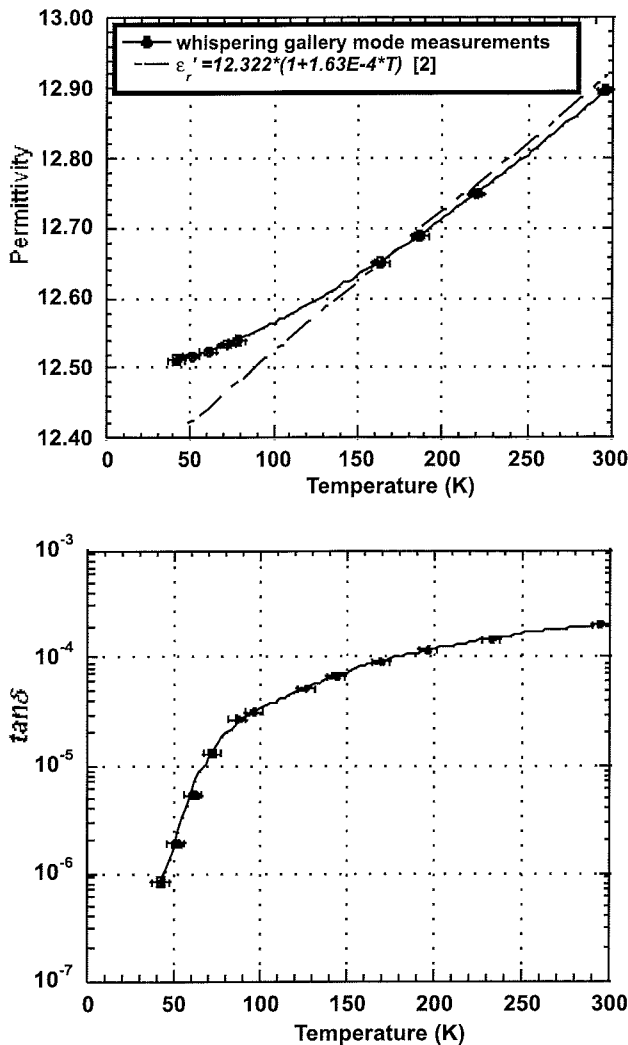 13.00
whispering gallery mode measurements
εr' =12.322*(1+1.63E-4*T) [2]
12.90
12.80
12.70
12.60
12.50
12.40
Permittivity
0 50 100 150 200 250 300
Temperature (K)
10-3
10-4
10-5
10-6
10-7
tanδ
0 50 100 150 200 250 300
Temperature (K)